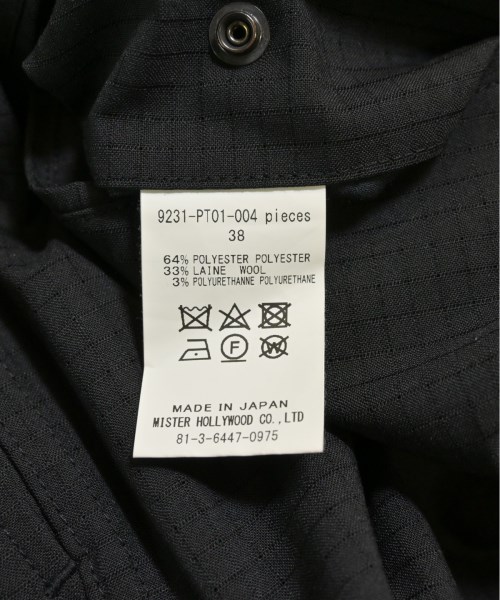 9231-PT01-004 pieces
38
64% POLYESTER POLYESTER
33% LAINE WOOL
3% POLYURETHANNE POLYURETHANE
F W
MADE IN JAPAN
MISTER HOLLYWOOD CO., LTD
81-3-6447-0975